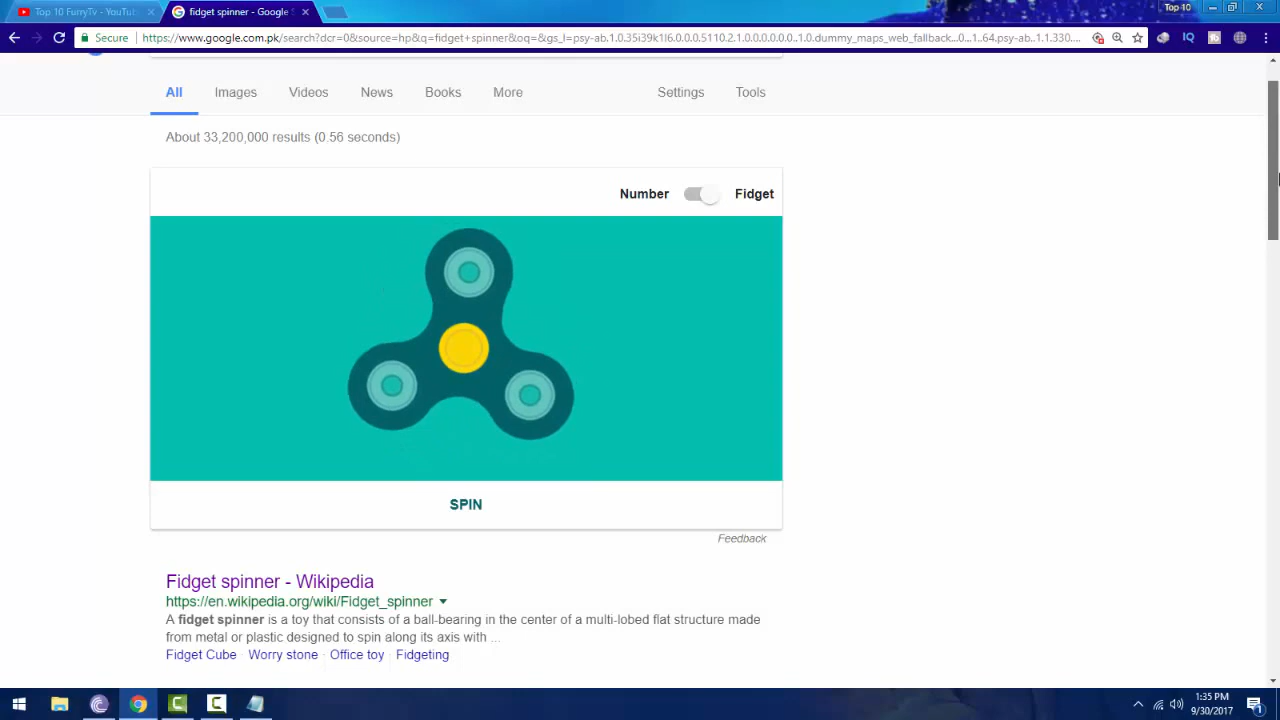 Top 10 FurryTv - YouTub
fidget spinner - Google S
Top10
Secure
https://www.google.com.pk/search?dcr=0&source=hp&q=fidget+spinner&oq=&gs_l=psy-ab.1.0.35i39k1l6.0.0.0.5110.2.1.0.0.0.0.0.0..1.0.dummy_maps_web_fallback...0...1..64.psy-ab..1.1.330....
IQ
All Images Videos News Books More Settings Tools
About 33,200,000 results (0.56 seconds)
Number Fidget
SPIN
Feedback
Fidget spinner - Wikipedia
https://en.wikipedia.org/wiki/Fidget_spinner
A fidget spinner is a toy that consists of a ball-bearing in the center of a multi-lobed flat structure made
from metal or plastic designed to spin along its axis with ...
Fidget Cube · Worry stone · Office toy · Fidgeting
1:35 PM
9/30/2017
1